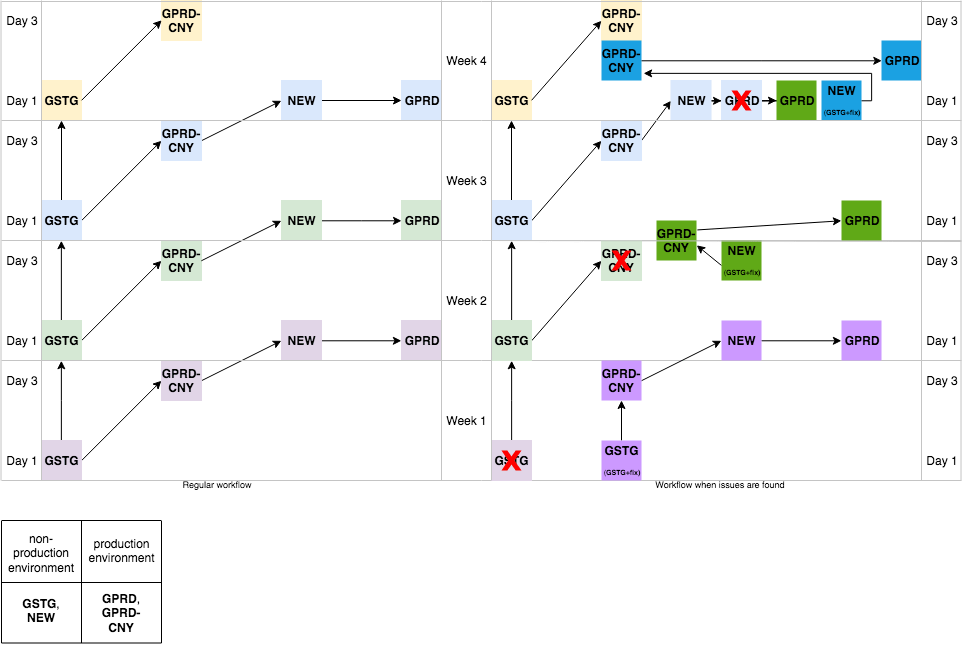 Day 3
GPRD-
CNY
GPRD-
CNY
Day 3
GPRD-
CNY
Week 4
GPRD
Day 1
GSTG
NEW
GPRD
GSTG
NEW
GPRD
GPRD
NEW
(GSTG+fix)
Day 1
Day 3
GPRD-
CNY
GPRD-
CNY
Day 3
Week 3
Day 1
GSTG
NEW
GPRD
GSTG
GPRD
Day 1
GPRD-
CNY
Day 3
GPRD-
CNY
GPRD-
CNY
NEW
(GSTG+fix)
Day 3
Week 2
Day 1
GSTG
NEW
GPRD
GSTG
NEW
GPRD
Day 1
Day 3
GPRD-
CNY
GPRD-
CNY
Day 3
Week 1
Day 1
GSTG
GSTG
GSTG
(GSTG+fix)
Day 1
Regular workflow
Workflow when issues are found
non-
production
environment
production
environment
GSTG,
NEW
GPRD,
GPRD-
CNY